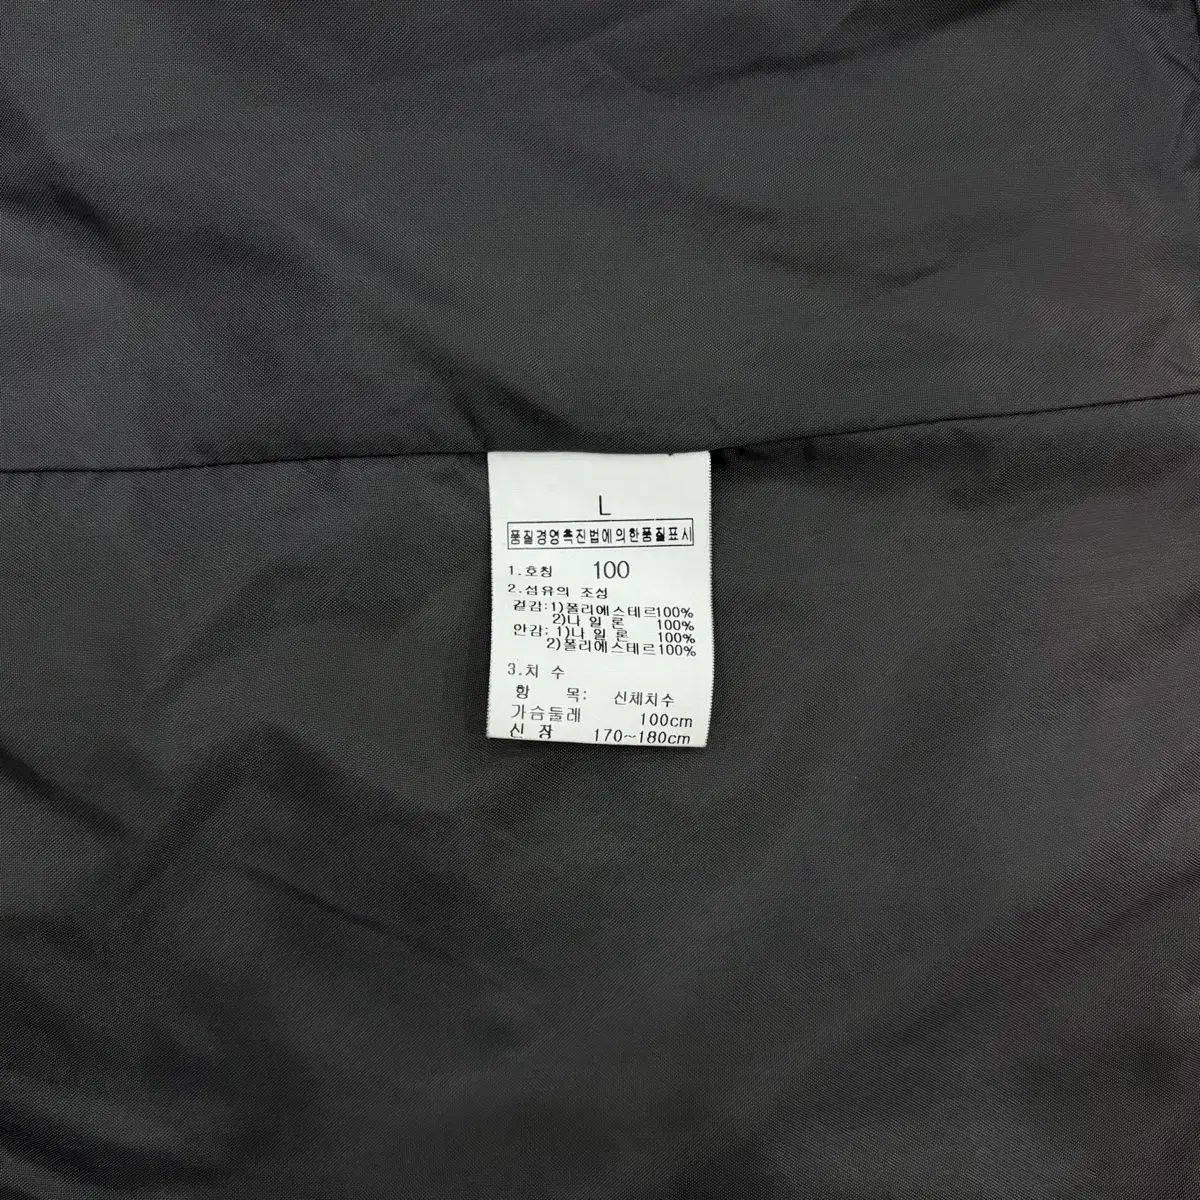 L
품질경영촉진법에의한품질표시
1.호칭 100
2.섬유의 조성
겉감:1)폴리에스테르100%
2)나 일 론 100%
안감:1)나 일 론 100%
2)폴리에스테르100%
3.치 수
항 목: 신체치수
가슴둘레 100cm
신 장 170~180cm